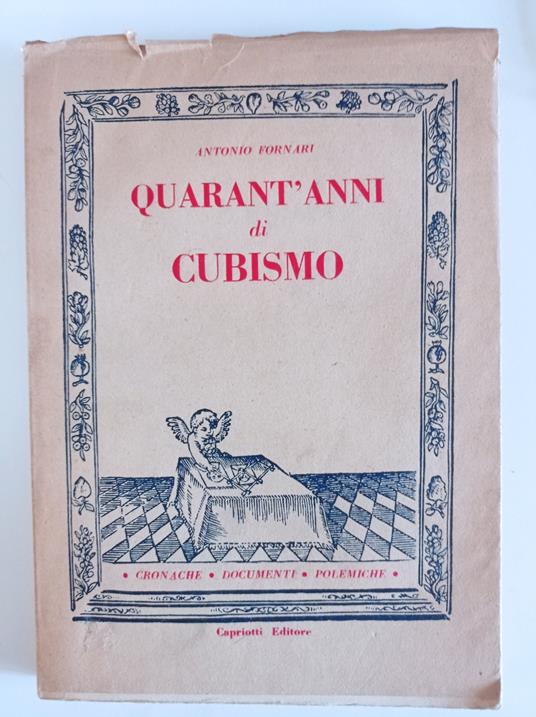 ANTONIO FORNARI
QUARANT'ANNI
di
CUBISMO
• CRONACHE • DOCUMENTI • POLEMICHE •
Capriotti Editore